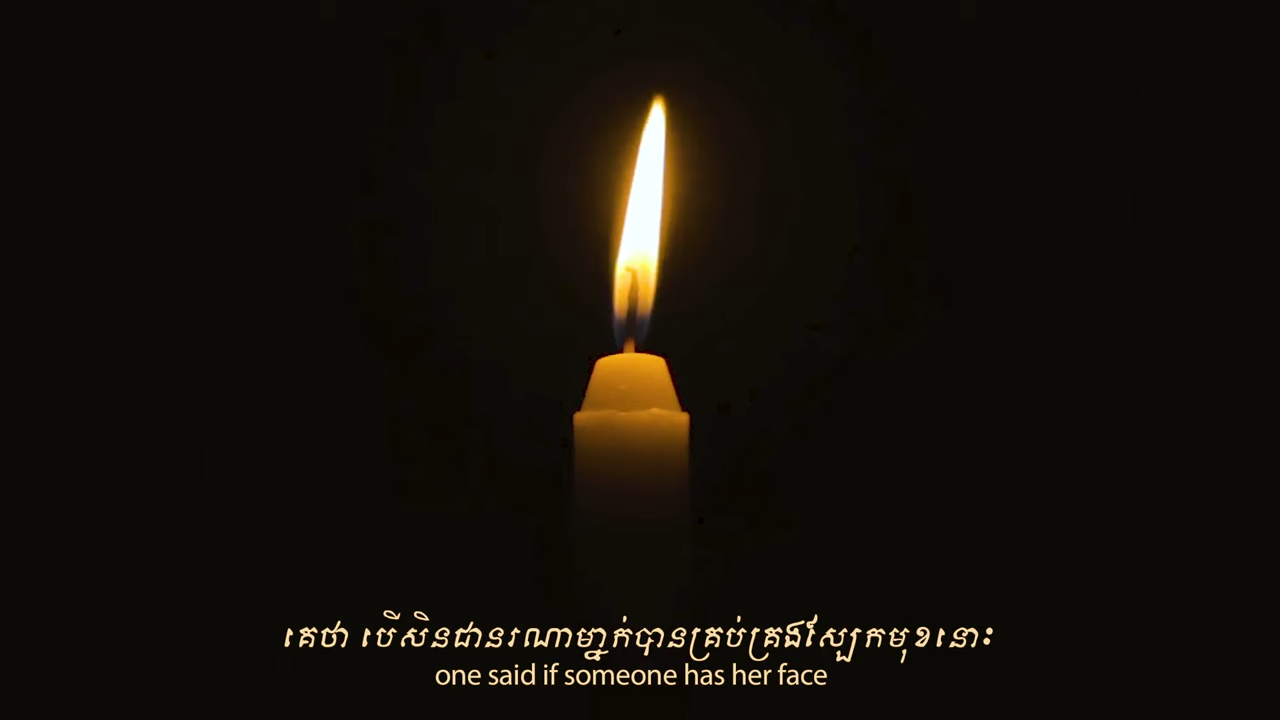 គេថា បើសិនជានរណាម្នាក់បានគ្រប់គ្រងស្បែកមុខនោះ
one said if someone has her face